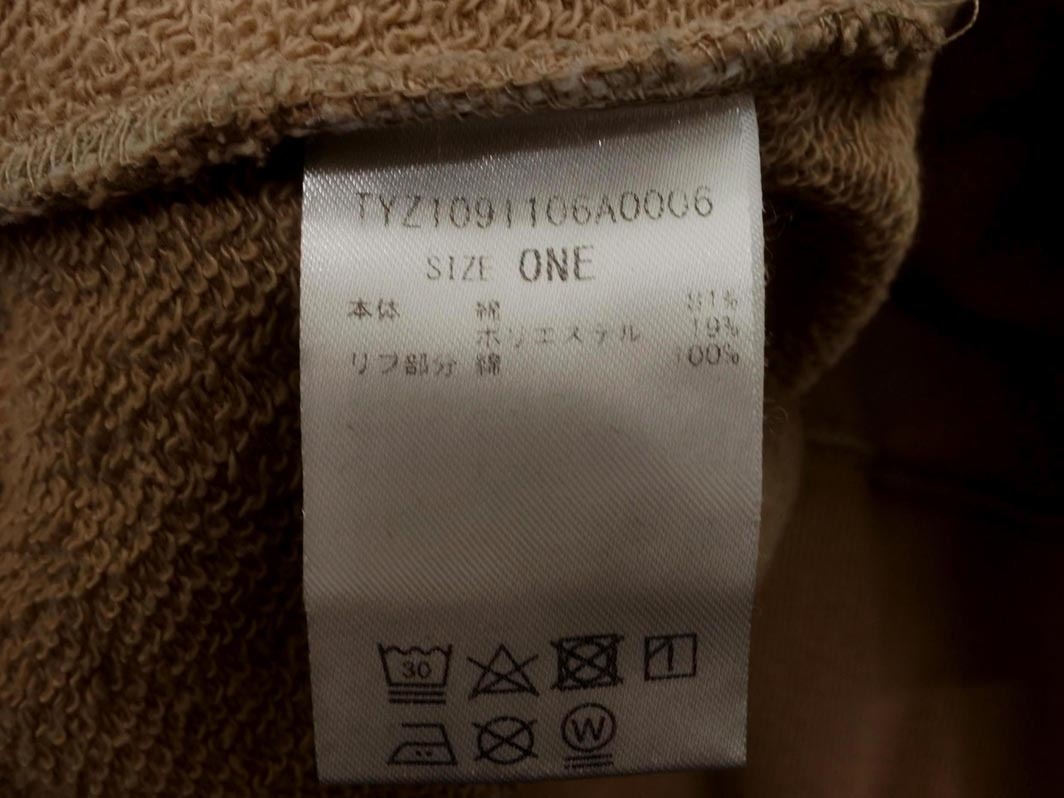 TYZ1091106A0006
SIZE ONE
本体 綿 81%
ポリエステル 19%
リブ部分 綿 100%
30
W